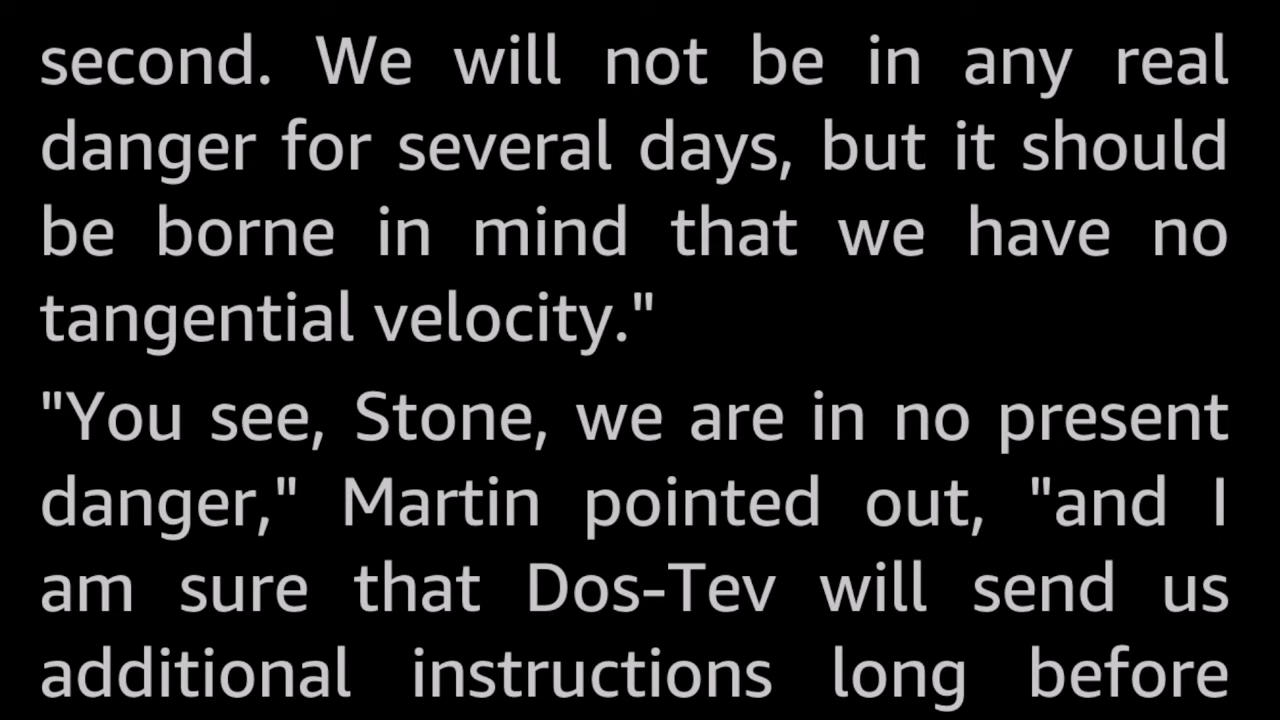 second. We will not be in any real
danger for several days, but it should
be borne in mind that we have no
tangential velocity."
"You see, Stone, we are in no present
danger," Martin pointed out, "and I
am sure that Dos-Tev will send us
additional instructions long before